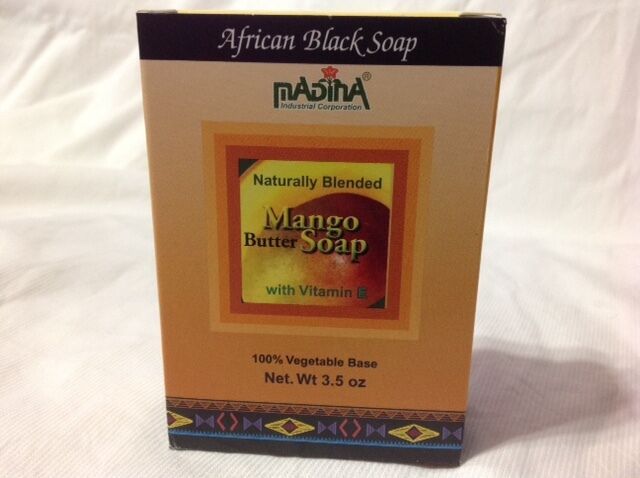 African Black Soap
mADINA®
Industrial Corporation
Naturally Blended
Mango
Butter Soap
with Vitamin E
100% Vegetable Base
Net. Wt 3.5 oz